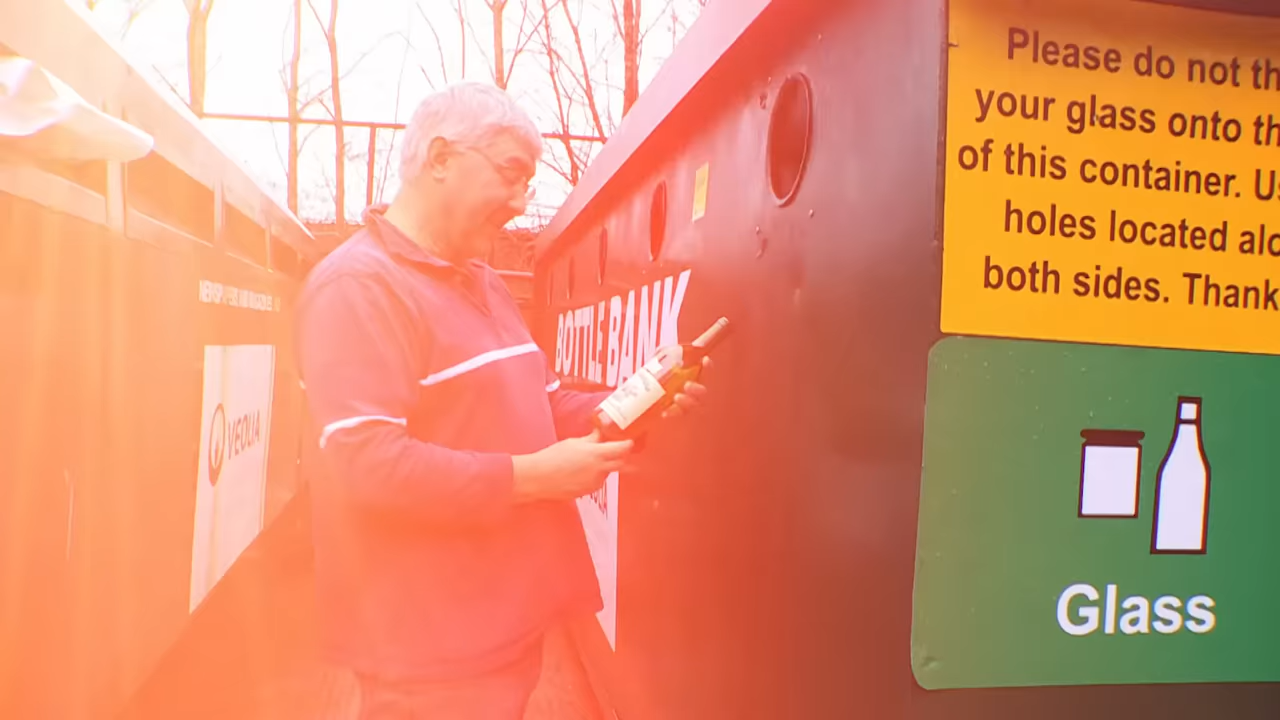 Please do not th
your glass onto th
of this container. Us
holes located alo
both sides. Thank
Glass
BOTTLE BANK
VEOLIA